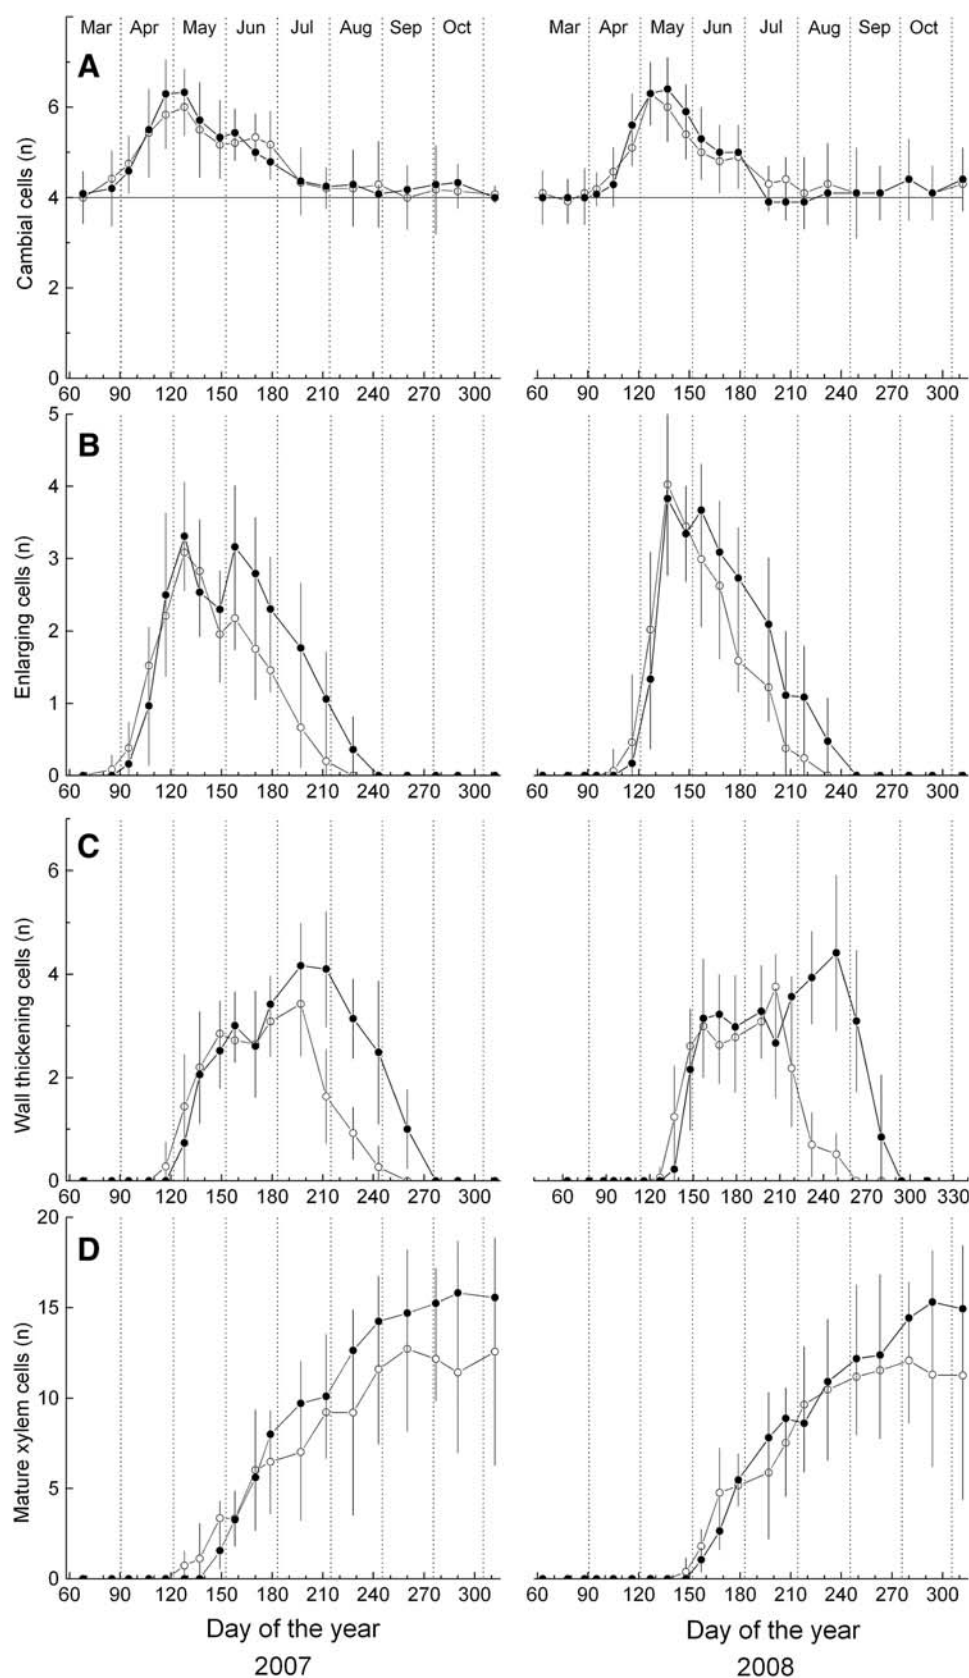 Mar Apr May Jun Jul Aug Sep Oct Mar Apr May Jun Jul Aug Sep Oct
A
Cambial cells (n)
6
4
2
0
60 90 120 150 180 210 240 270 300 60 90 120 150 180 210 240 270 300
B
Enlarging cells (n)
5
4
3
2
1
0
60 90 120 150 180 210 240 270 300 60 90 120 150 180 210 240 270 300
C
Wall thickening cells (n)
6
4
2
0
60 90 120 150 180 210 240 270 300 60 90 120 150 180 210 240 270 300 330
D
Mature xylem cells (n)
20
15
10
5
0
60 90 120 150 180 210 240 270 300 60 90 120 150 180 210 240 270 300
Day of the year Day of the year
2007 2008